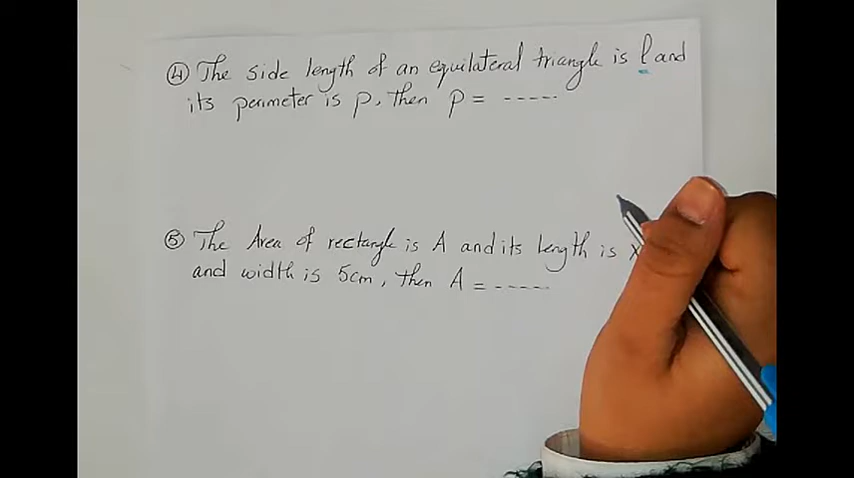 ④ The side length of an equilateral triangle is l and
its perimeter is p, then p = -----
⑤ The Area of rectangle is A and its length is x
and width is 5cm, then A = -----